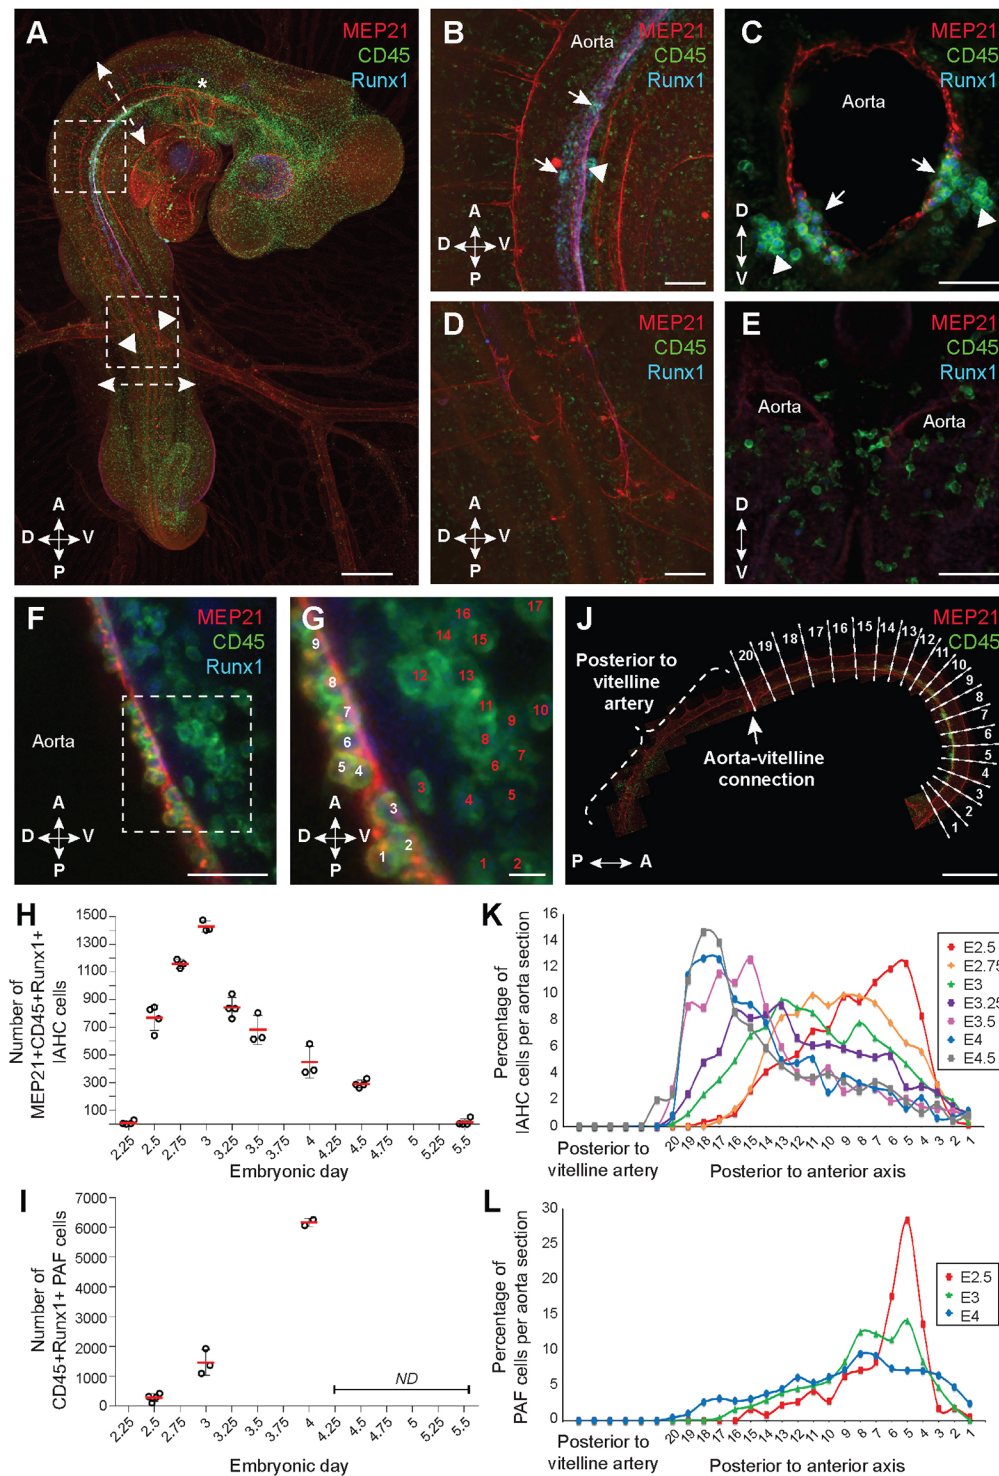 A
MEP21
CD45
Runx1
*
A
D V
P
B
Aorta
MEP21
CD45
Runx1
A
D V
P
C
MEP21
CD45
Runx1
Aorta
D
V
D
MEP21
CD45
Runx1
A
D V
P
E
MEP21
CD45
Runx1
Aorta
Aorta
D
V
F
MEP21
CD45
Runx1
Aorta
A
D V
P
G
17
16
14 15
9
8
12 13
7
11 10
9
6
8
7
5 4
6
3
5
4
3
2
1
1 2
A
D V
P
J
MEP21
CD45
Posterior to
vitelline
artery
Aorta-vitelline
connection
20 19 18 17 16 15 14 13 12 11 10 9 8 7 6 5 4 3 2 1
P A
H
Number of
MEP21+CD45+Runx1+
IAHC cells
1500
1300
1100
900
700
500
300
100
2.25 2.5 2.75 3 3.25 3.5 3.75 4 4.25 4.5 4.75 5 5.25 5.5
Embryonic day
K
Percentage of
IAHC cells per aorta section
16
14
12
10
8
6
4
2
0
E2.5
E2.75
E3
E3.25
E3.5
E4
E4.5
20 19 18 17 16 15 14 13 12 11 10 9 8 7 6 5 4 3 2 1
Posterior to
vitelline artery
Posterior to anterior axis
I
Number of
CD45+Runx1+ PAF cells
7000
6000
5000
4000
3000
2000
1000
0
ND
2.25 2.5 2.75 3 3.25 3.5 3.75 4 4.25 4.5 4.75 5 5.25 5.5
Embryonic day
L
Percentage of
PAF cells per aorta section
30
25
20
15
10
5
0
E2.5
E3
E4
20 19 18 17 16 15 14 13 12 11 10 9 8 7 6 5 4 3 2 1
Posterior to
vitelline artery
Posterior to anterior axis